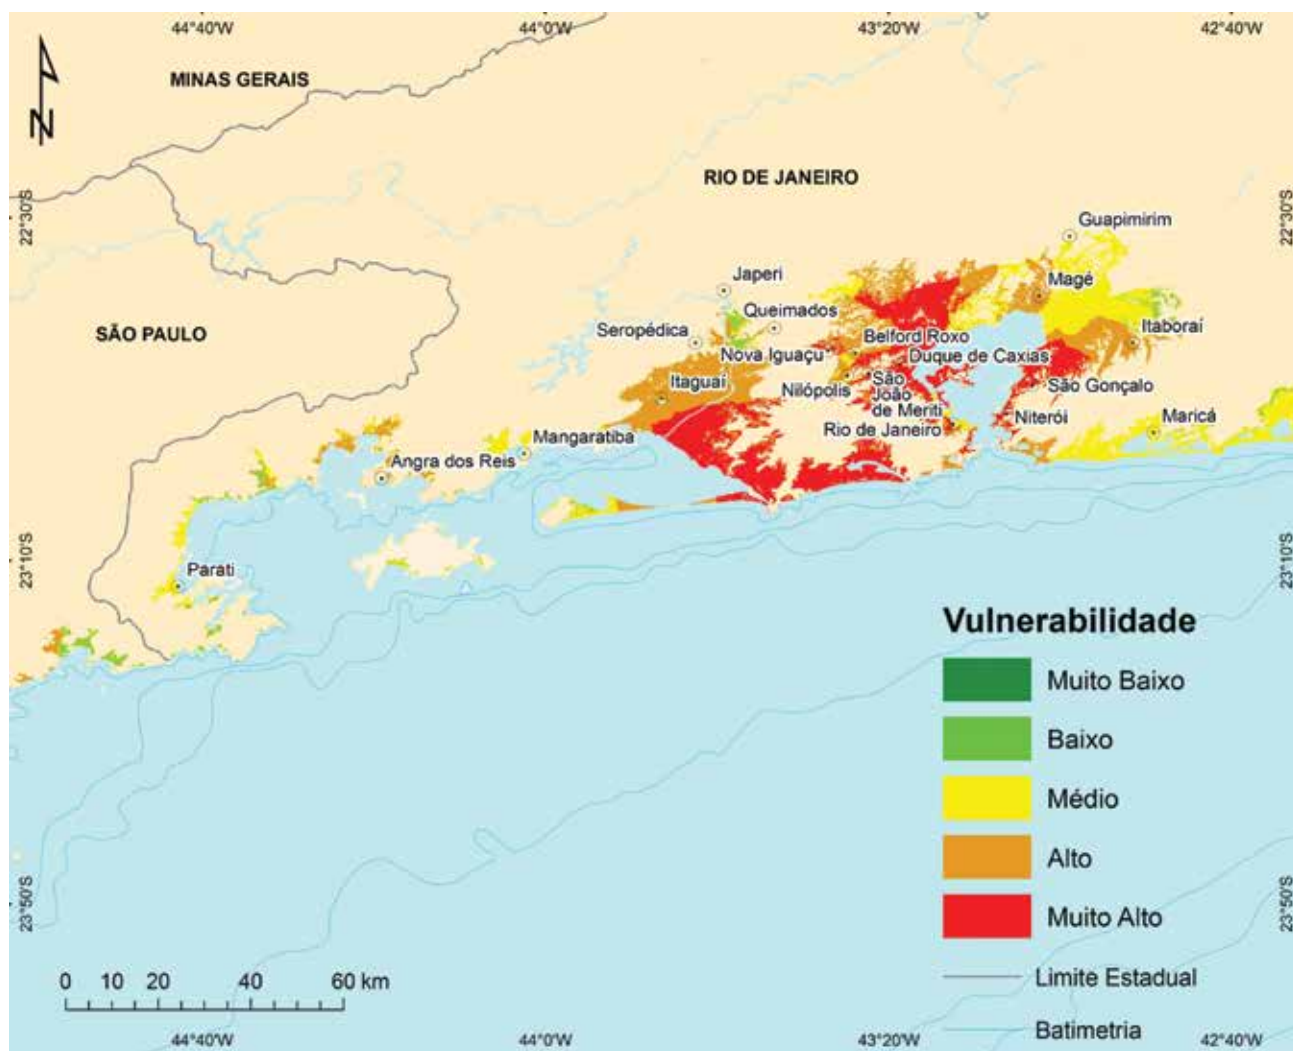 44°40'W
44°0'W
43°20'W
42°40'W
N
MINAS GERAIS
RIO DE JANEIRO
22°30'S
22°30'S
Guapimirim
Japeri
Magé
SÃO PAULO
Queimados
Seropédica
Itaboraí
Belford Roxo
Nova Iguaçu
Duque de Caxias
Itaguaí
Nilópolis
São
João
de Meriti
São Gonçalo
Niterói
Maricá
Rio de Janeiro
Mangaratiba
Angra dos Reis
23°10'S
23°10'S
Parati
Vulnerabilidade
Muito Baixo
Baixo
Médio
Alto
Muito Alto
Limite Estadual
Batimetria
23°50'S
23°50'S
0 10 20 40 60 km
44°40'W
44°0'W
43°20'W
42°40'W